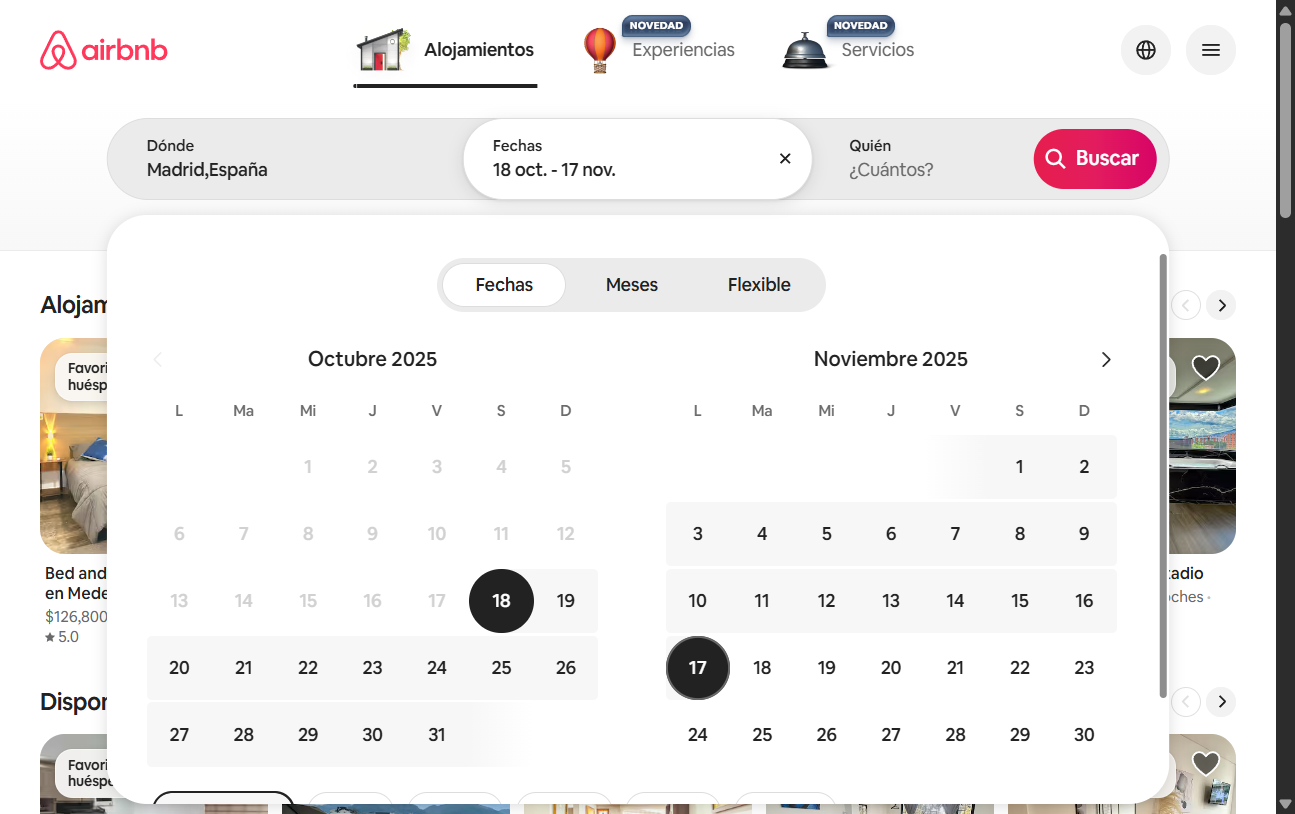 airbnb
Alojamientos
NOVEDAD
Experiencias
NOVEDAD
Servicios
Dónde
Madrid,España
Fechas
18 oct. - 17 nov.
Quién
¿Cuántos?
Buscar
Fechas
Meses
Flexible
Octubre 2025
L Ma Mi J V S D
1 2 3 4 5
6 7 8 9 10 11 12
13 14 15 16 17 18 19
20 21 22 23 24 25 26
27 28 29 30 31
Noviembre 2025
L Ma Mi J V S D
1 2
3 4 5 6 7 8 9
10 11 12 13 14 15 16
17 18 19 20 21 22 23
24 25 26 27 28 29 30
Alojam
Favori
huésp
Bed and
en Mede
$126,800
★ 5.0
tadio
oches ·
Dispon
Favori
huéspe